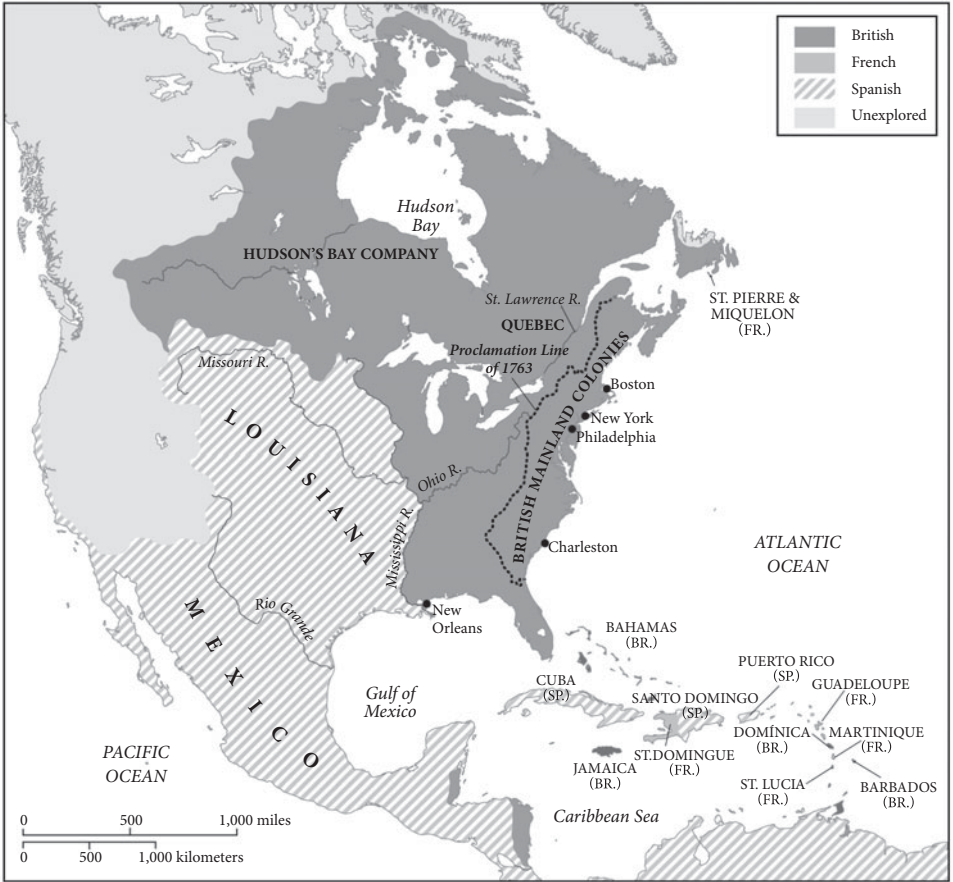 British
French
Spanish
Unexplored
Hudson
Bay
HUDSON'S BAY COMPANY
St. Lawrence R.
QUEBEC
ST. PIERRE &
MIQUELON
(FR.)
Proclamation Line
of 1763
Missouri R.
BRITISH MAINLAND COLONIES
Boston
New York
Philadelphia
LOUISIANA
Ohio R.
Mississippi R.
Charleston
ATLANTIC
OCEAN
Rio Grande
New
Orleans
MEXICO
BAHAMAS
(BR.)
Gulf of
Mexico
CUBA
(SP.)
SANTO DOMINGO
(SP.)
PUERTO RICO
(SP.)
GUADELOUPE
(FR.)
PACIFIC
OCEAN
JAMAICA
(BR.)
ST.DOMINGUE
(FR.)
DOMÍNICA
(BR.)
MARTINIQUE
(FR.)
ST. LUCIA
(FR.)
BARBADOS
(BR.)
Caribbean Sea
0 500 1,000 miles
0 500 1,000 kilometers